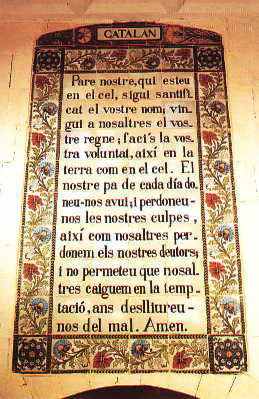 CATALAN
Pare nostre, qui esteu
en el cel, sigui santifi-
cat el vostre nom; vin-
gui a nosaltres el vos-
tre regne; faci's la vos-
tra voluntat, així en la
terra com en el cel. El
nostre pa de cada dia do-
neu-nos avui; i perdoneu-
nos les nostres culpes,
així com nosaltres per-
donem els nostres deutors;
i no permeteu que nosal-
tres caiguem en la temp-
tació, ans deslliureu-
nos del mal. Amen.